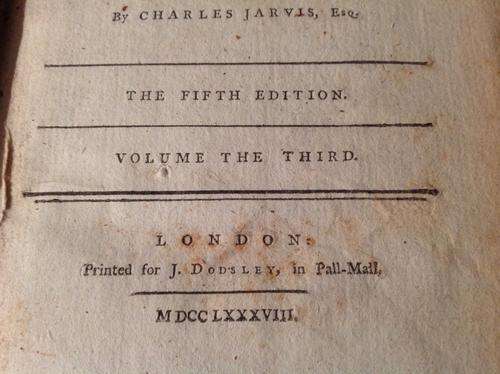 By CHARLES JARVIS, Esq.
THE FIFTH EDITION.
VOLUME THE THIRD.
LONDON:
Printed for J. DODSLEY, in Pall-Mall,
MDCCLXXXVIII.